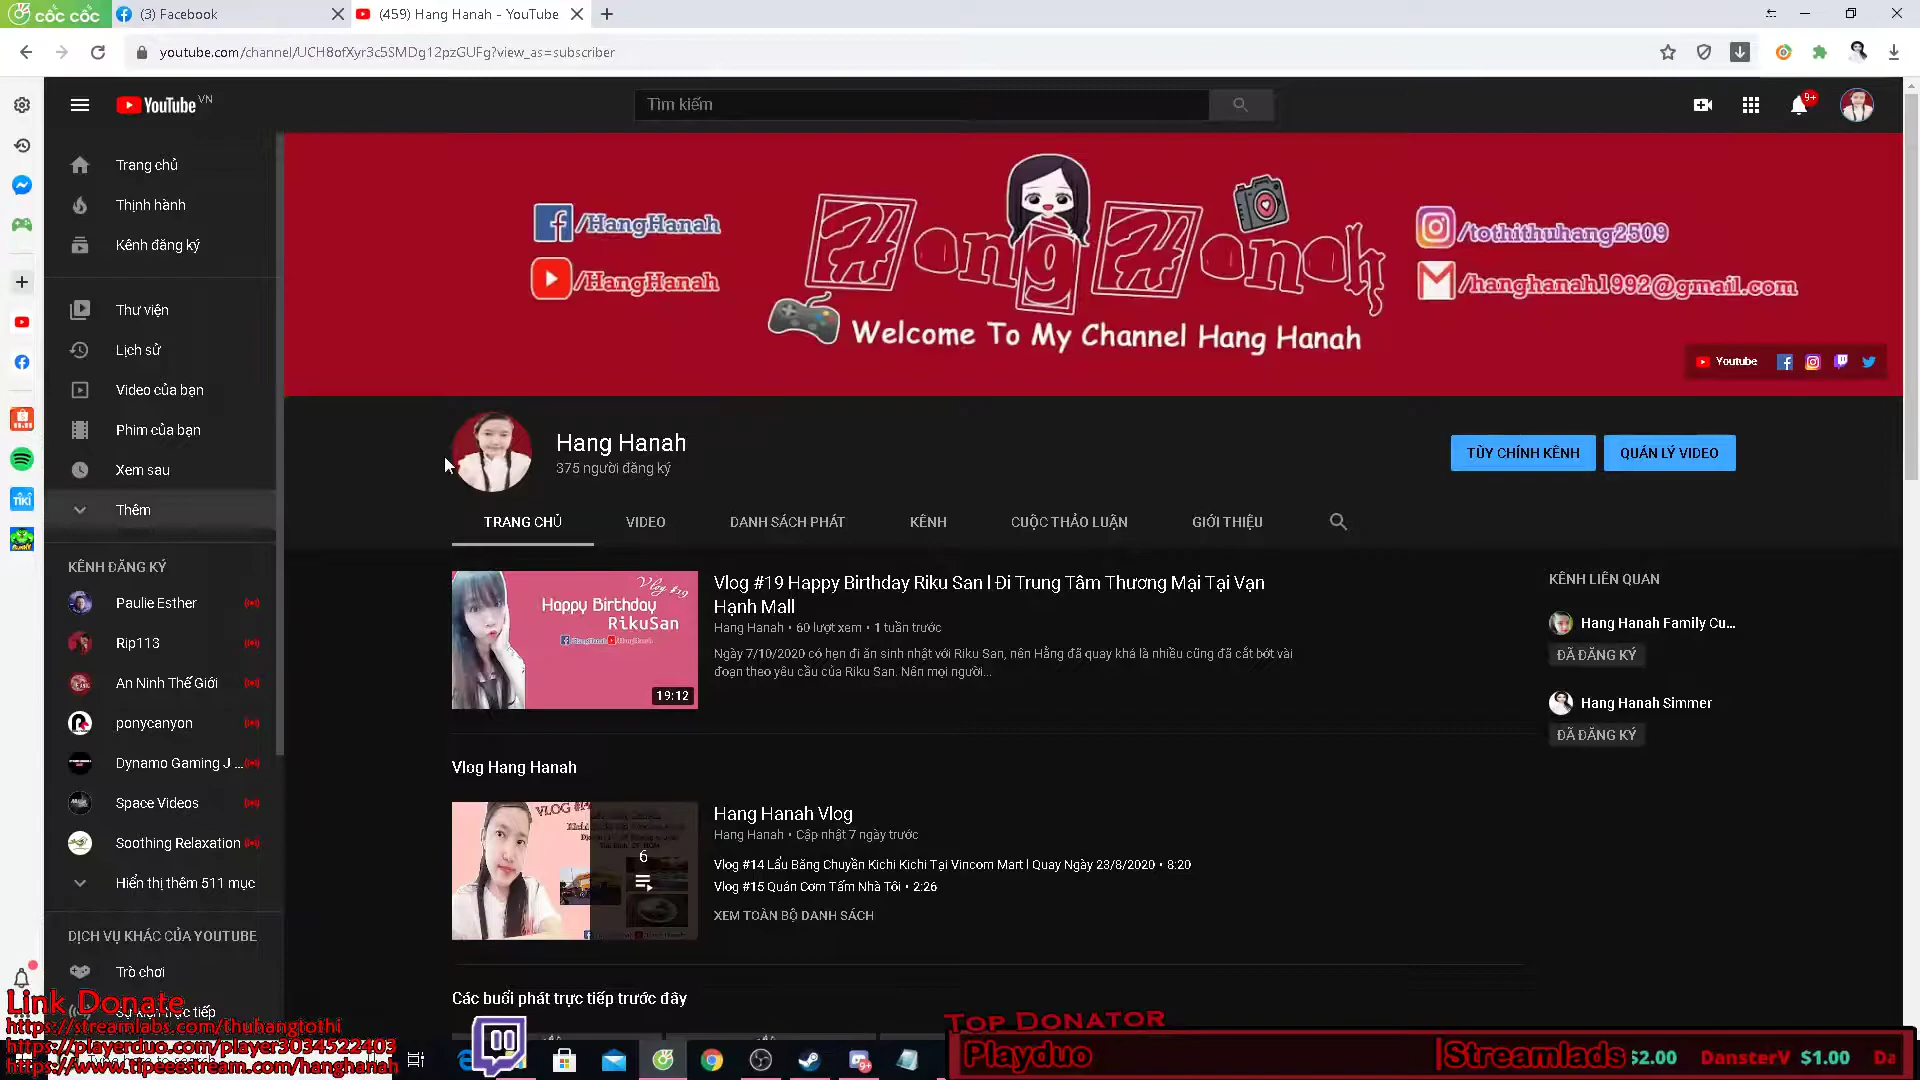 cốc cốc
(3) Facebook
(459) Hang Hanah - YouTube
youtube.com/channel/UCH8ofXyr3c5SMDg12pzGUFg?view_as=subscriber
YouTube VN
Tìm kiếm
9+
Trang chủ
Thịnh hành
Kênh đăng ký
Thư viện
Lịch sử
Video của bạn
Phim của bạn
Xem sau
Thêm
KÊNH ĐĂNG KÝ
Paulie Esther
Rip113
An Ninh Thế Giới
ponycanyon
Dynamo Gaming J ...
Space Videos
Soothing Relaxation
Hiển thị thêm 511 mục
DỊCH VỤ KHÁC CỦA YOUTUBE
Trò chơi
Sự kiện trực tiếp
/HangHanah
/HangHanah
Hang Hanah
Welcome To My Channel Hang Hanah
/tothithuhang2509
/hanghanah1992@gmail.com
Youtube
Hang Hanah
375 người đăng ký
TÙY CHỈNH KÊNH
QUẢN LÝ VIDEO
TRANG CHỦ
VIDEO
DANH SÁCH PHÁT
KÊNH
CUỘC THẢO LUẬN
GIỚI THIỆU
Vlog #19
Happy Birthday
RikuSan
19:12
Vlog #19 Happy Birthday Riku San l Đi Trung Tâm Thương Mại Tại Vạn
Hạnh Mall
Hang Hanah • 60 lượt xem • 1 tuần trước
Ngày 7/10/2020 có hẹn đi ăn sinh nhật với Riku San, nên Hằng đã quay khá là nhiều cũng đã cắt bớt vài
đoạn theo yêu cầu của Riku San. Nên mọi người...
KÊNH LIÊN QUAN
Hang Hanah Family Cu...
ĐÃ ĐĂNG KÝ
Hang Hanah Simmer
ĐÃ ĐĂNG KÝ
Vlog Hang Hanah
6
Hang Hanah Vlog
Hang Hanah • Cập nhật 7 ngày trước
Vlog #14 Lẩu Băng Chuyền Kichi Kichi Tại Vincom Mart l Quay Ngày 23/8/2020 • 8:20
Vlog #15 Quán Cơm Tấm Nhà Tôi • 2:26
XEM TOÀN BỘ DANH SÁCH
Các buổi phát trực tiếp trước đây
Link Donate
https://streamlabs.com/thuhangtothi
https://playerduo.com/player3034522403
https://www.tipeeestream.com/hanghanah
Top Donator
Playduo
Streamlads
$2.00
DansterV $1.00
Da